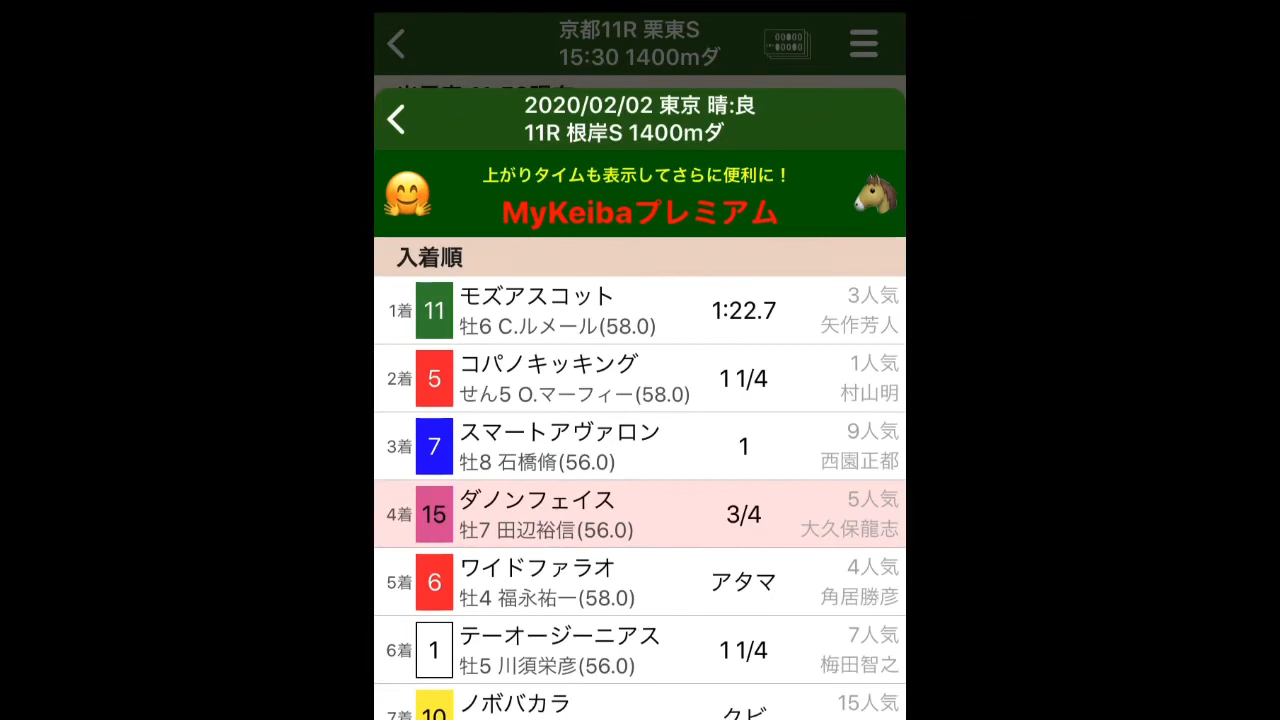 京都11R 栗東S
15:30 1400mダ
2020/02/02 東京 晴:良
11R 根岸S 1400mダ
上がりタイムも表示してさらに便利に！
MyKeibaプレミアム
入着順
1着 11 モズアスコット 1:22.7 3人気
牡6 C.ルメール(58.0) 矢作芳人
2着 5 コパノキッキング 1 1/4 1人気
せん5 O.マーフィー(58.0) 村山明
3着 7 スマートアヴァロン 1 9人気
牡8 石橋脩(56.0) 西園正都
4着 15 ダノンフェイス 3/4 5人気
牡7 田辺裕信(56.0) 大久保龍志
5着 6 ワイドファラオ アタマ 4人気
牡4 福永祐一(58.0) 角居勝彦
6着 1 テーオージーニアス 1 1/4 7人気
牡5 川須栄彦(56.0) 梅田智之
7着 10 ノボバカラ クビ 15人気